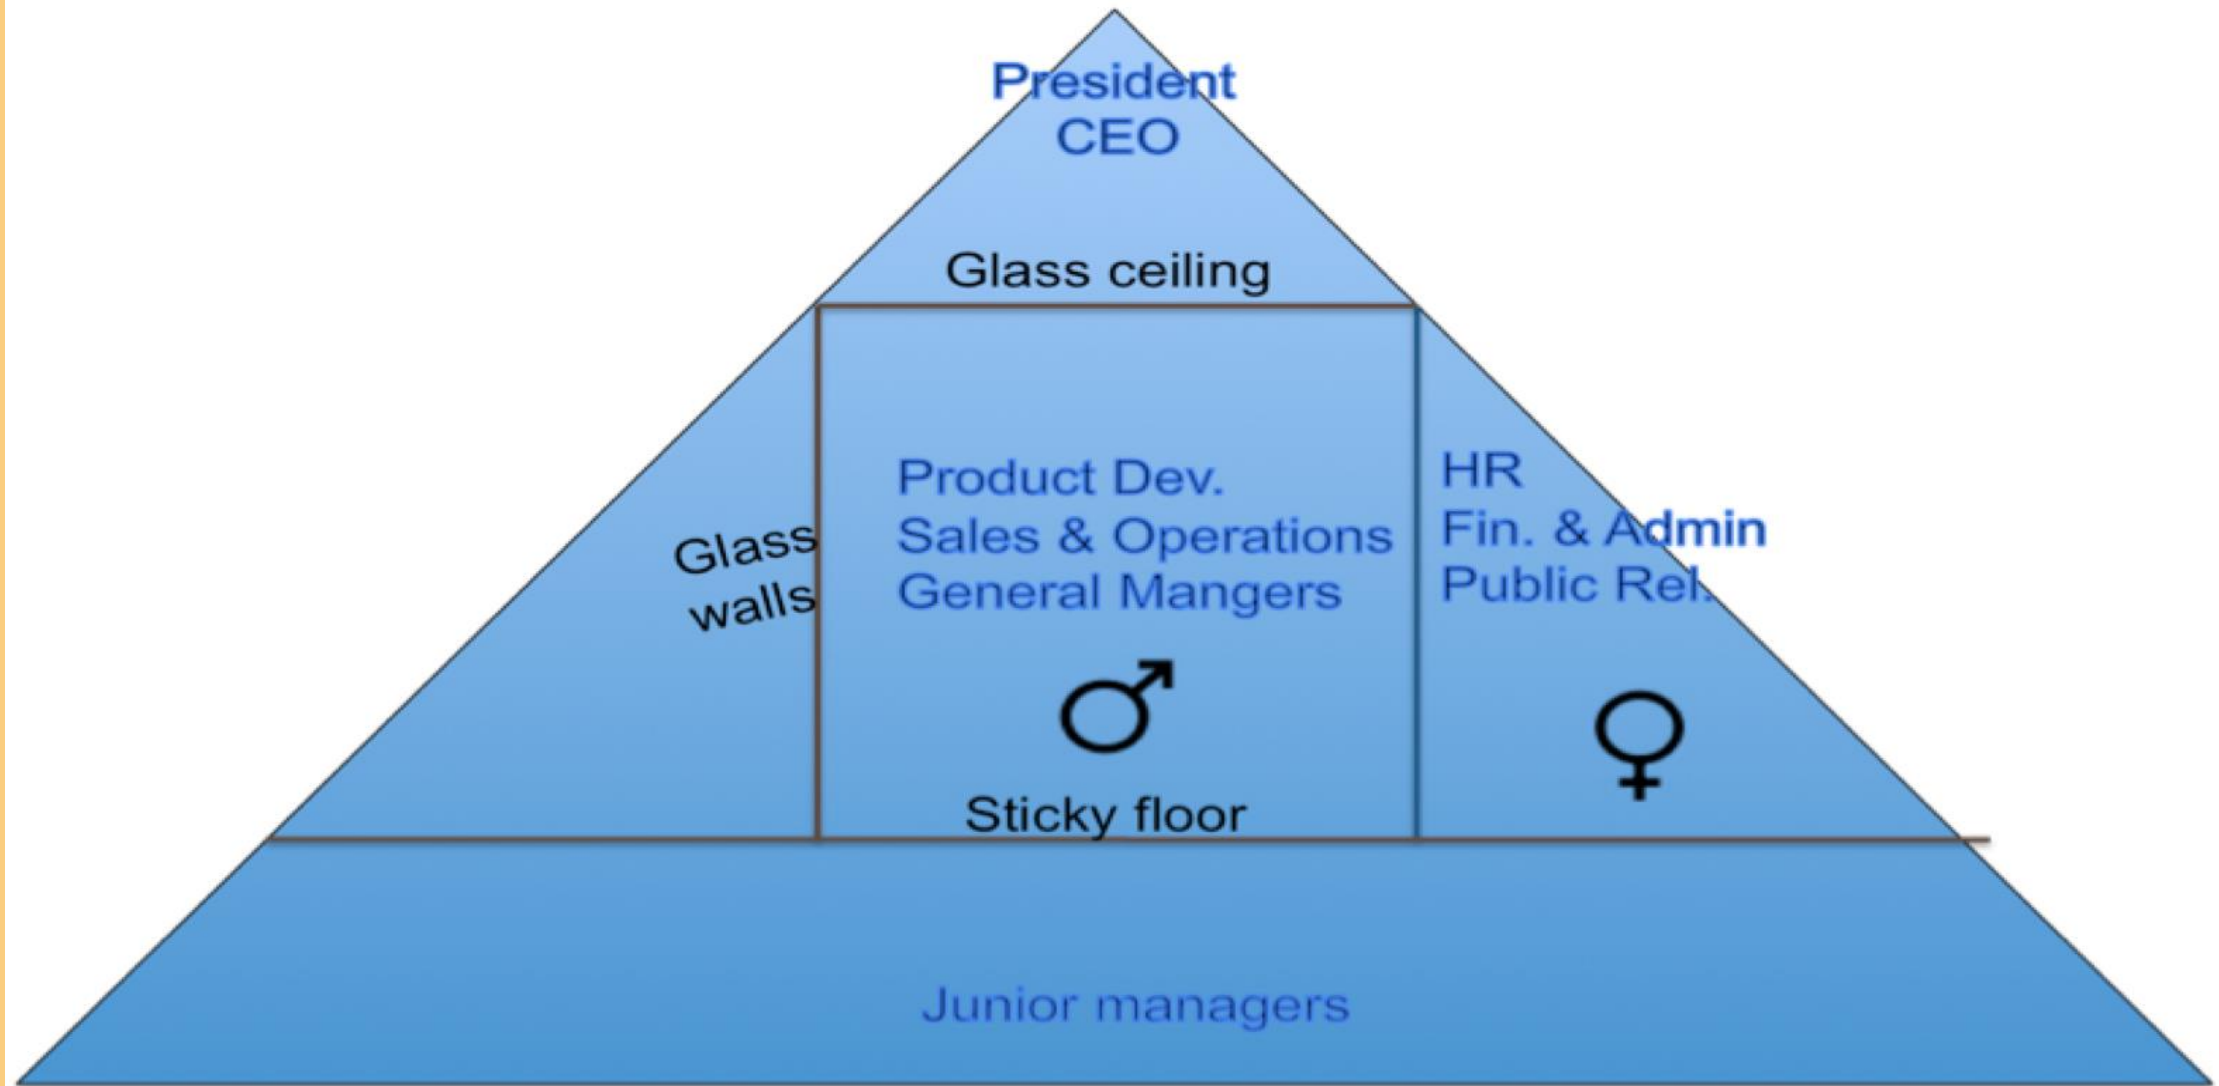 President
CEO
Glass ceiling
Glass
walls
Product Dev.
Sales & Operations
General Mangers
HR
Fin. & Admin
Public Rel.
Sticky floor
Junior managers